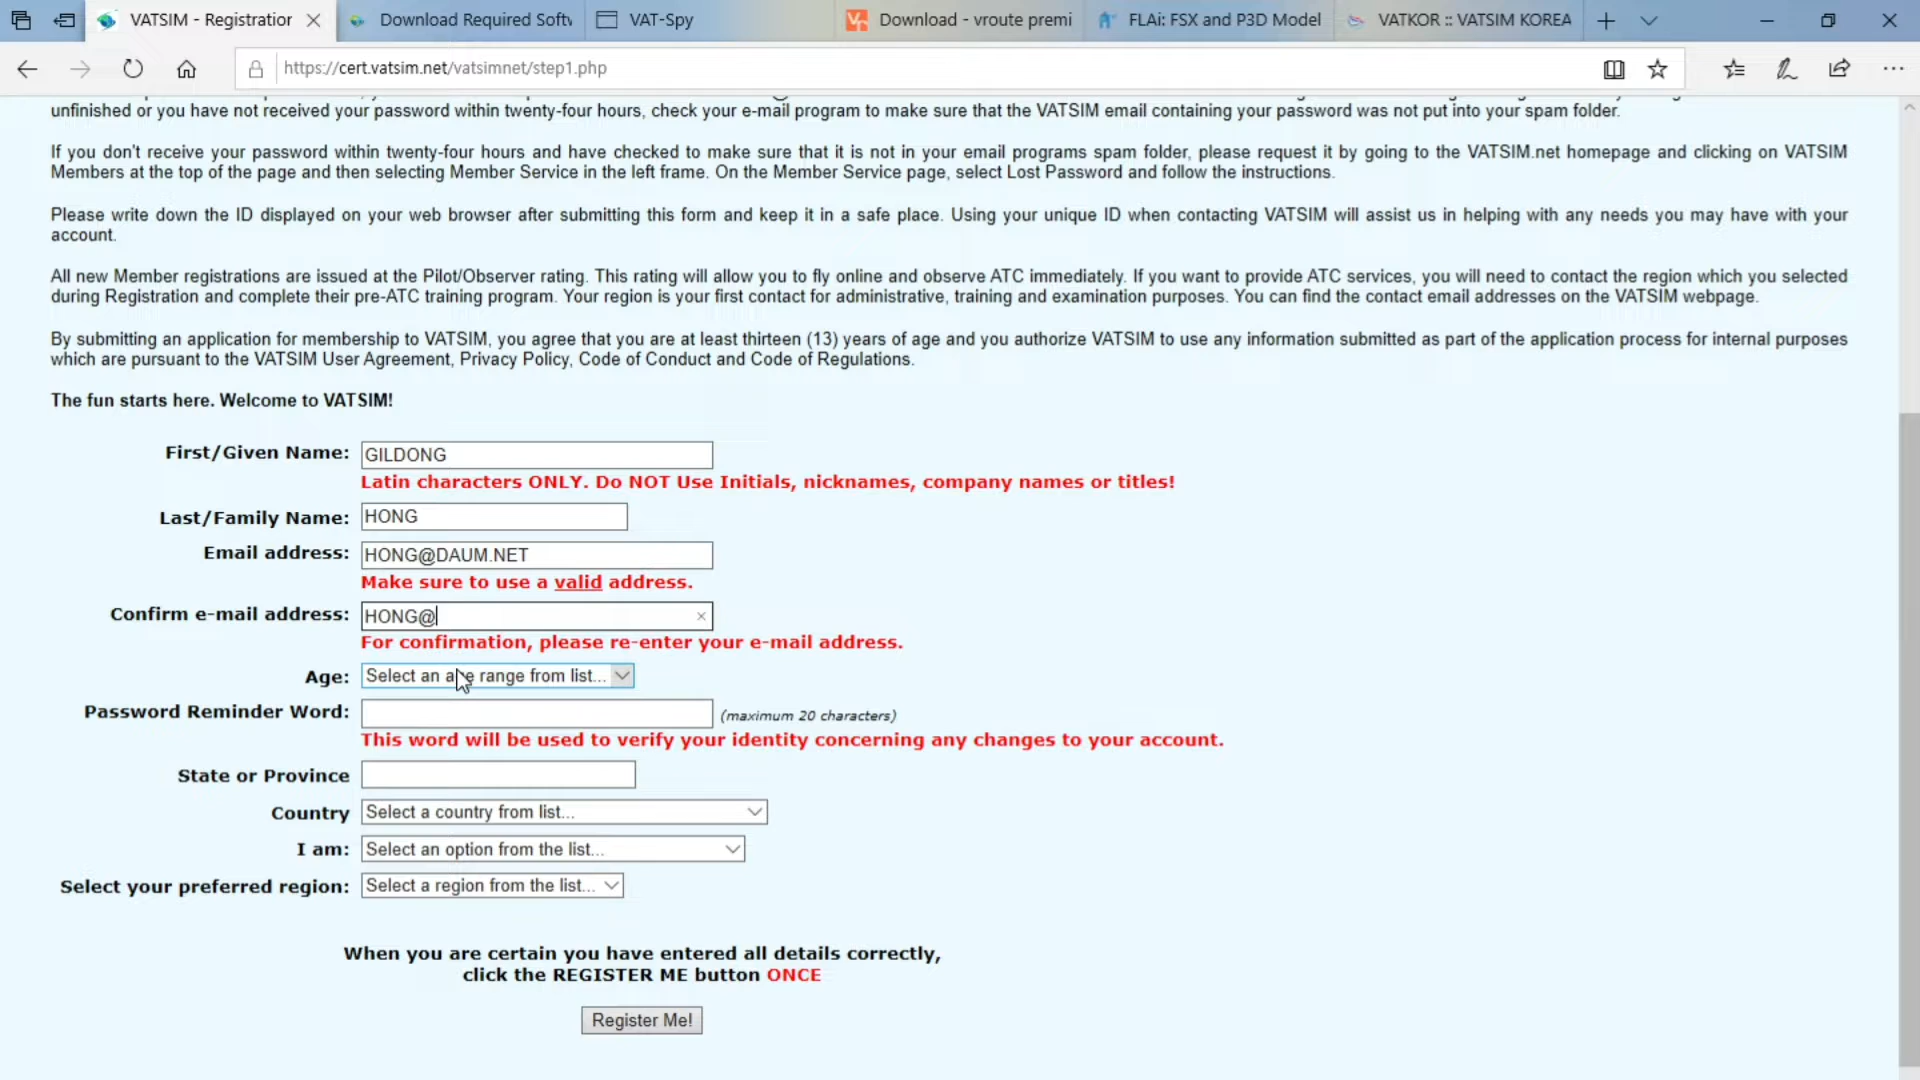 VATSIM - Registration
Download Required Softv
VAT-Spy
Download - vroute premi
FLAi: FSX and P3D Model
VATKOR :: VATSIM KOREA
https://cert.vatsim.net/vatsimnet/step1.php
unfinished or you have not received your password within twenty-four hours, check your e-mail program to make sure that the VATSIM email containing your password was not put into your spam folder.
If you don't receive your password within twenty-four hours and have checked to make sure that it is not in your email programs spam folder, please request it by going to the VATSIM.net homepage and clicking on VATSIM
Members at the top of the page and then selecting Member Service in the left frame. On the Member Service page, select Lost Password and follow the instructions.
Please write down the ID displayed on your web browser after submitting this form and keep it in a safe place. Using your unique ID when contacting VATSIM will assist us in helping with any needs you may have with your
account.
All new Member registrations are issued at the Pilot/Observer rating. This rating will allow you to fly online and observe ATC immediately. If you want to provide ATC services, you will need to contact the region which you selected
during Registration and complete their pre-ATC training program. Your region is your first contact for administrative, training and examination purposes. You can find the contact email addresses on the VATSIM webpage.
By submitting an application for membership to VATSIM, you agree that you are at least thirteen (13) years of age and you authorize VATSIM to use any information submitted as part of the application process for internal purposes
which are pursuant to the VATSIM User Agreement, Privacy Policy, Code of Conduct and Code of Regulations.
The fun starts here. Welcome to VATSIM!
First/Given Name: GILDONG
Latin characters ONLY. Do NOT Use Initials, nicknames, company names or titles!
Last/Family Name: HONG
Email address: HONG@DAUM.NET
Make sure to use a valid address.
Confirm e-mail address: HONG@
For confirmation, please re-enter your e-mail address.
Age: Select an age range from list...
Password Reminder Word: (maximum 20 characters)
This word will be used to verify your identity concerning any changes to your account.
State or Province
Country Select a country from list...
I am: Select an option from the list...
Select your preferred region: Select a region from the list...
When you are certain you have entered all details correctly,
click the REGISTER ME button ONCE
Register Me!